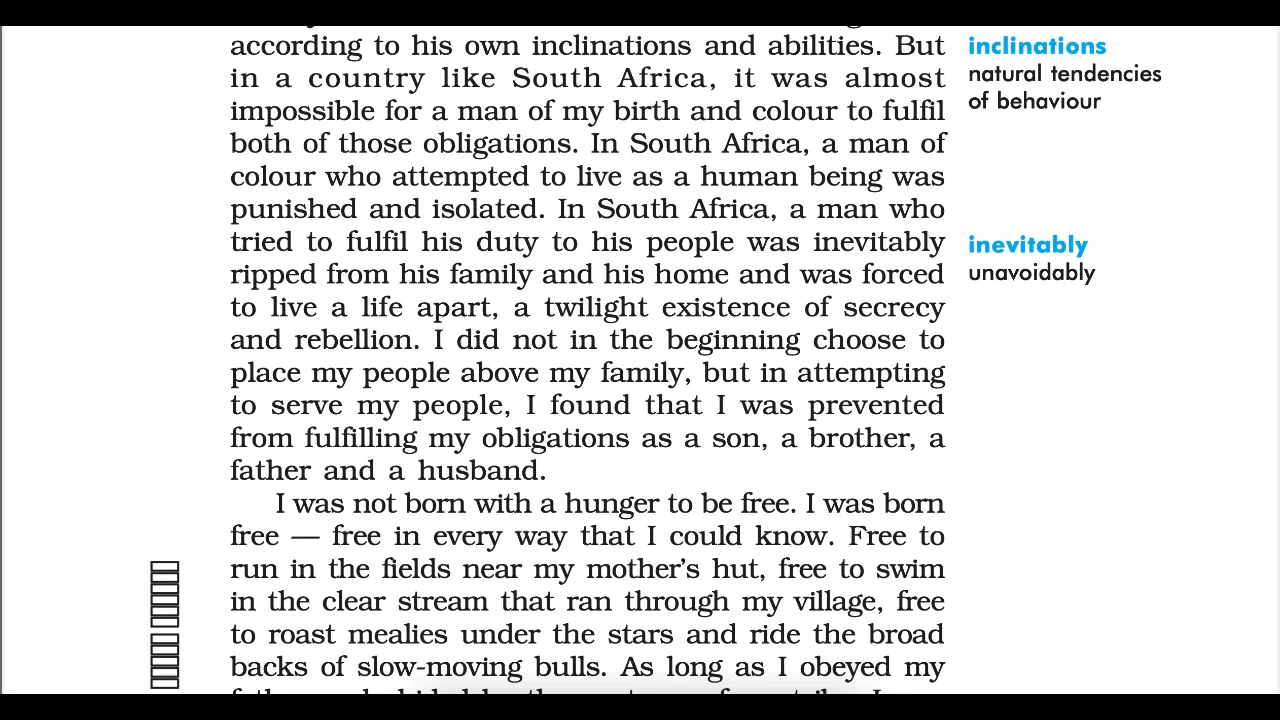 according to his own inclinations and abilities. But
in a country like South Africa, it was almost
impossible for a man of my birth and colour to fulfil
both of those obligations. In South Africa, a man of
colour who attempted to live as a human being was
punished and isolated. In South Africa, a man who
tried to fulfil his duty to his people was inevitably
ripped from his family and his home and was forced
to live a life apart, a twilight existence of secrecy
and rebellion. I did not in the beginning choose to
place my people above my family, but in attempting
to serve my people, I found that I was prevented
from fulfilling my obligations as a son, a brother, a
father and a husband.
I was not born with a hunger to be free. I was born
free — free in every way that I could know. Free to
run in the fields near my mother's hut, free to swim
in the clear stream that ran through my village, free
to roast mealies under the stars and ride the broad
backs of slow-moving bulls. As long as I obeyed my
inclinations
natural tendencies
of behaviour
inevitably
unavoidably